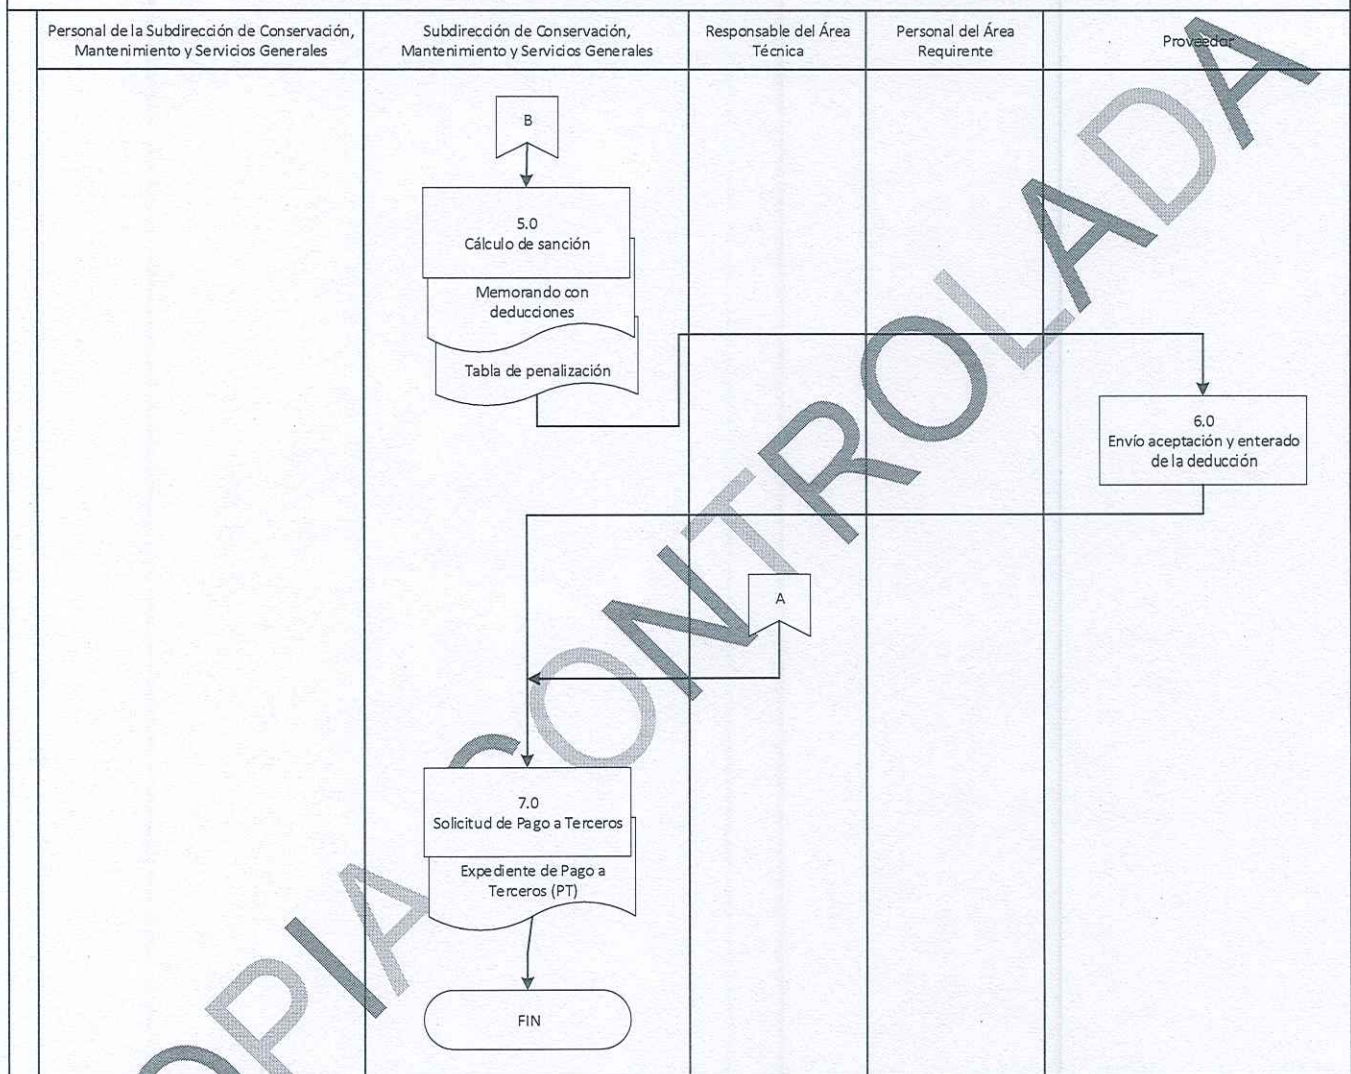 Personal de la Subdirección de Conservación,
Mantenimiento y Servicios Generales
Subdirección de Conservación,
Mantenimiento y Servicios Generales
Responsable del Área
Técnica
Personal del Área
Requirente
Proveedor
B
5.0
Cálculo de sanción
Memorando con
deducciones
Tabla de penalización
6.0
Envío aceptación y enterado
de la deducción
A
7.0
Solicitud de Pago a Terceros
Expediente de Pago a
Terceros (PT)
FIN
OPIA CONTROLADA